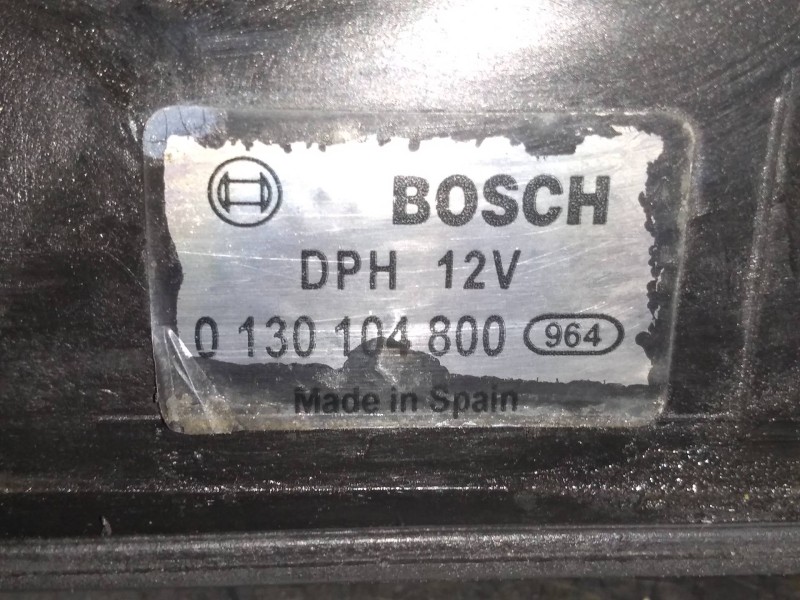 BOSCH
DPH 12V
0 130 104 800 964
Made in Spain